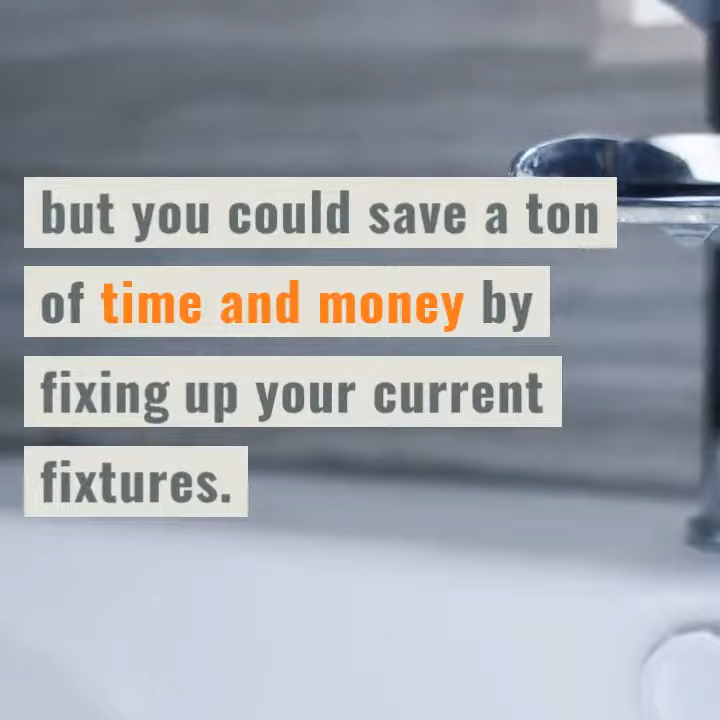 but you could save a ton
of time and money by
fixing up your current
fixtures.